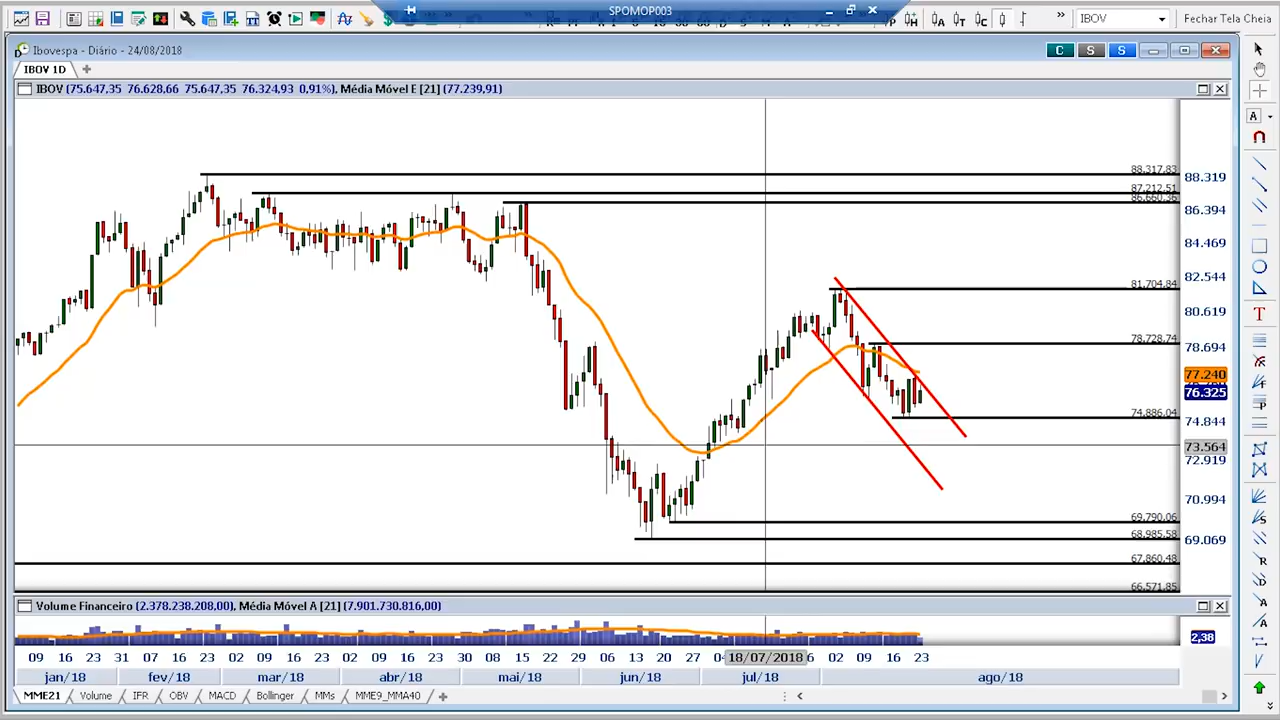 SPOMOP003
IBOV
Fechar Tela Cheia
Ibovespa - Diário - 24/08/2018
C S S
IBOV 1D
IBOV (75.647,35 76.628,66 75.647,35 76.324,93 0,91%), Média Móvel E [21] (77.239,91)
88.317,83
88.319
87.212,51
86.660,36
86.394
84.469
82.544
81.704,84
80.619
78.728,74
78.694
77.240
76.325
74.886,04
74.844
73.564
72.919
70.994
69.790,06
69.069
68.985,58
67.860,48
66.571,85
Volume Financeiro (2.378.238.208,00), Média Móvel A [21] (7.901.730.816,00)
2,38
09 16 23 31 07 16 23 02 09 16 23 02 09 16 23 30 08 15 22 29 06 13 20 27 04 18/07/2018 6 02 09 16 23
jan/18 fev/18 mar/18 abr/18 mai/18 jun/18 jul/18 ago/18
MME21 Volume IFR OBV MACD Bollinger MMs MME9_MMA40